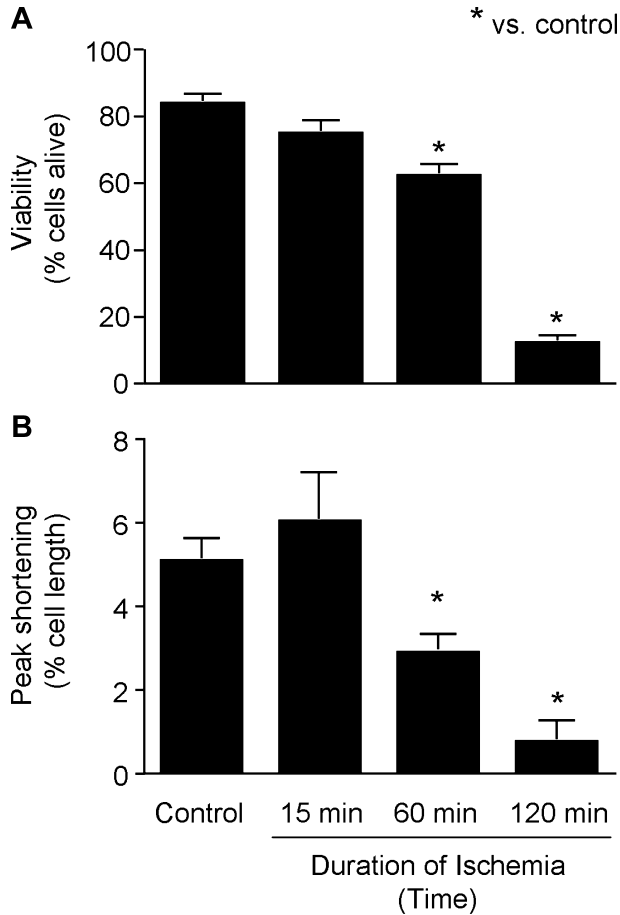 A
* vs. control
Viability
(% cells alive)
100
80
60
40
20
0
*
*
B
Peak shortening
(% cell length)
8
6
4
2
0
*
*
Control
15 min
60 min
120 min
Duration of Ischemia
(Time)